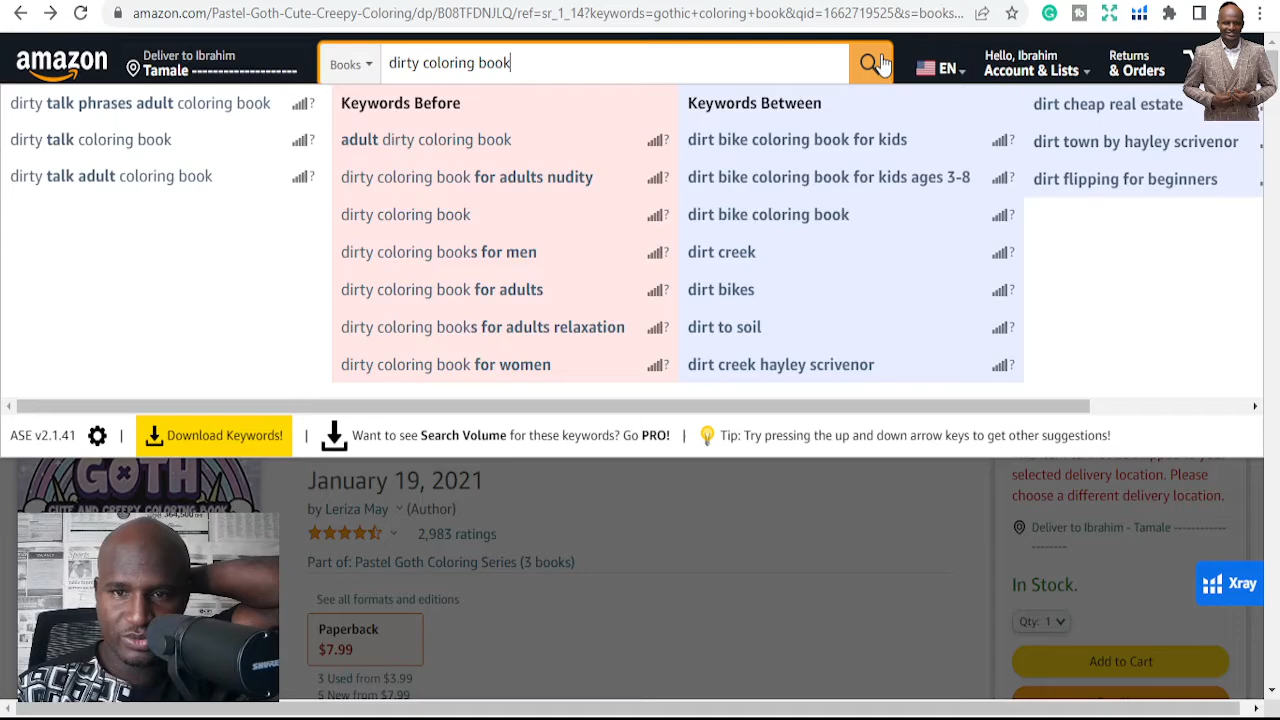 amazon.com/Pastel-Goth-Cute-Creepy-Coloring/dp/B08TFDNJLQ/ref=sr_1_14?keywords=gothic+coloring+book&qid=1662719525&s=books...
amazon
Deliver to Ibrahim
Tamale ------------------
Books
dirty coloring book
EN
Hello, Ibrahim
Account & Lists
Returns
& Orders
dirty talk phrases adult coloring book ?
dirty talk coloring book ?
dirty talk adult coloring book ?
Keywords Before
adult dirty coloring book ?
dirty coloring book for adults nudity ?
dirty coloring book ?
dirty coloring books for men ?
dirty coloring book for adults ?
dirty coloring books for adults relaxation ?
dirty coloring book for women ?
Keywords Between
dirt bike coloring book for kids ?
dirt bike coloring book for kids ages 3-8 ?
dirt bike coloring book ?
dirt creek ?
dirt bikes ?
dirt to soil ?
dirt creek hayley scrivenor ?
dirt cheap real estate
dirt town by hayley scrivenor
dirt flipping for beginners
ASE v2.1.41 | Download Keywords! | Want to see Search Volume for these keywords? Go PRO! | Tip: Try pressing the up and down arrow keys to get other suggestions!
GOTH
CUTE AND CREEPY COLORING BOOK
January 19, 2021
by Leriza May (Author)
2,983 ratings
Part of: Pastel Goth Coloring Series (3 books)
See all formats and editions
Paperback
$7.99
3 Used from $3.99
5 New from $7.99
selected delivery location. Please
choose a different delivery location.
Deliver to Ibrahim - Tamale ----------
--------
In Stock.
Qty: 1
Add to Cart
Xray
SHURE